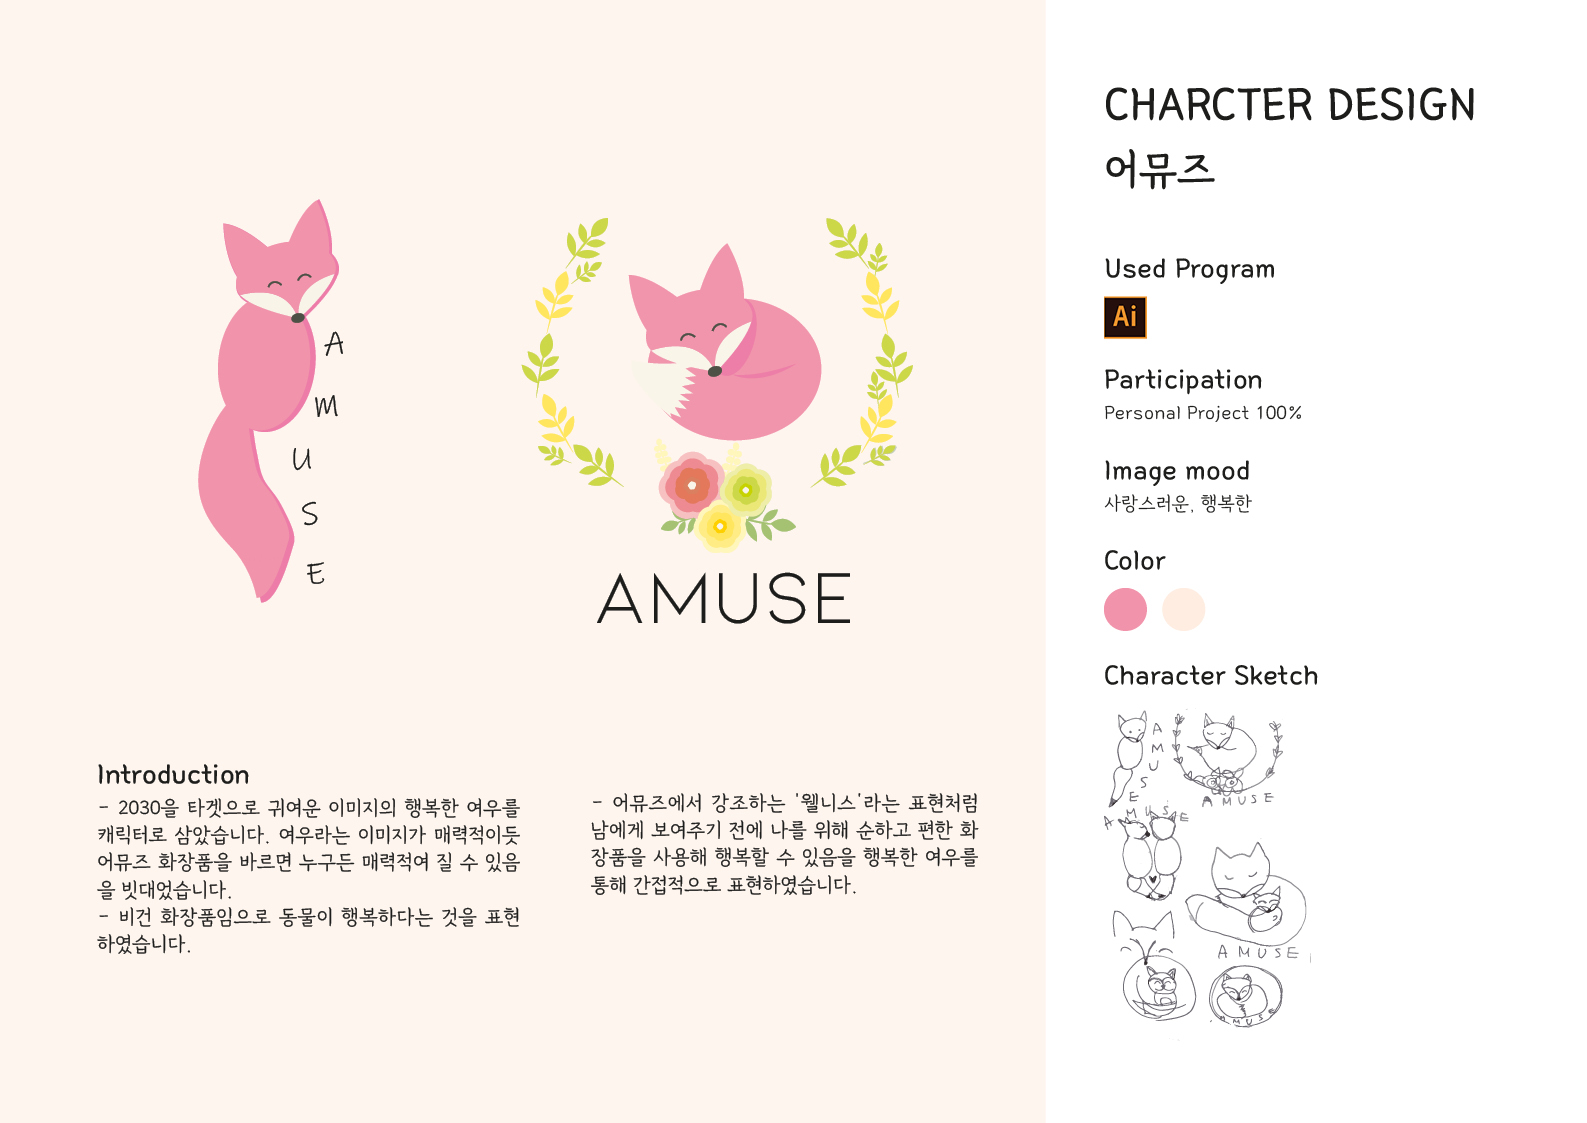 CHARCTER DESIGN
어뮤즈
Used Program
Ai
Participation
Personal Project 100%
Image mood
사랑스러운, 행복한
Color
Character Sketch
A
M
U
S
E
AMUSE
Introduction
- 2030을 타겟으로 귀여운 이미지의 행복한 여우를
캐릭터로 삼았습니다. 여우라는 이미지가 매력적이듯
어뮤즈 화장품을 바르면 누구든 매력적여 질 수 있음
을 빗대었습니다.
- 비건 화장품임으로 동물이 행복하다는 것을 표현
하였습니다.
- 어뮤즈에서 강조하는 '웰니스'라는 표현처럼
남에게 보여주기 전에 나를 위해 순하고 편한 화
장품을 사용해 행복할 수 있음을 행복한 여우를
통해 간접적으로 표현하였습니다.
A
M
U
S
E
AMUSE
AMUSE
AMUSE
AMUSE